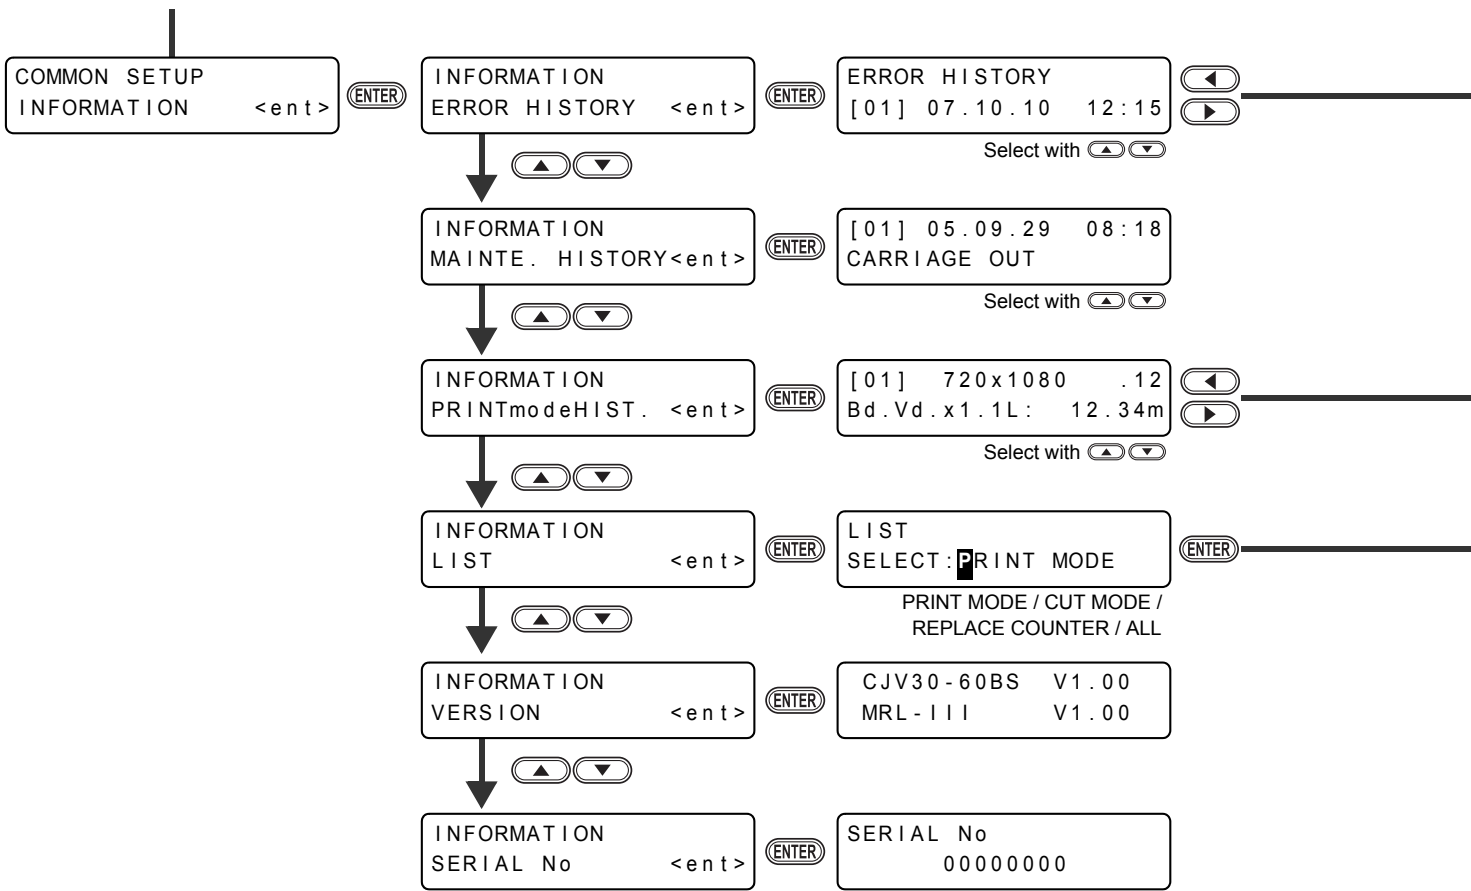 COMMON SETUP
INFORMATION <ent>
ENTER
INFORMATION
ERROR HISTORY <ent>
ENTER
ERROR HISTORY
[01] 07.10.10 12:15
Select with
INFORMATION
MAINTE. HISTORY<ent>
ENTER
[01] 05.09.29 08:18
CARRIAGE OUT
Select with
INFORMATION
PRINTmodeHIST. <ent>
ENTER
[01] 720x1080 .12
Bd.Vd.x1.1L: 12.34m
Select with
INFORMATION
LIST <ent>
ENTER
LIST
SELECT:PRINT MODE
ENTER
PRINT MODE / CUT MODE /
REPLACE COUNTER / ALL
INFORMATION
VERSION <ent>
ENTER
CJV30-60BS V1.00
MRL-III V1.00
INFORMATION
SERIAL No <ent>
ENTER
SERIAL No
00000000